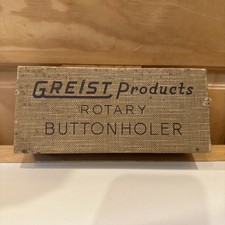 GREIST Products
ROTARY
BUTTONHOLER